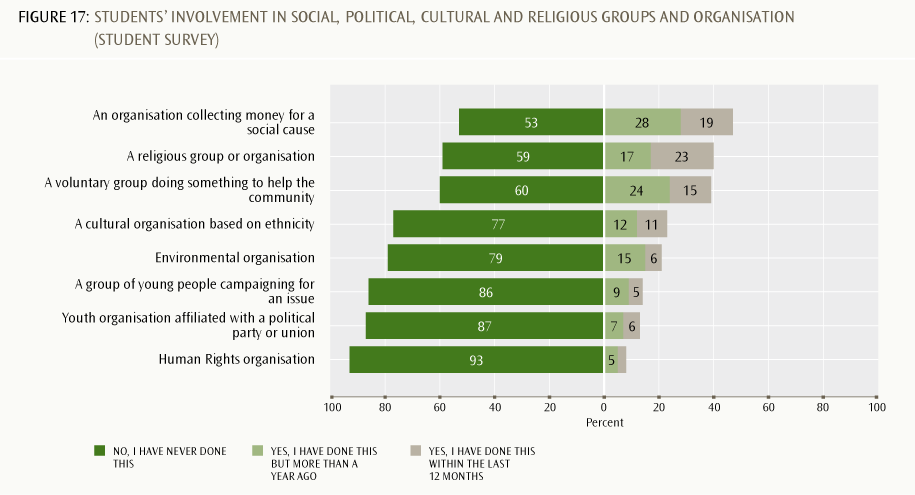 FIGURE 17: STUDENTS' INVOLVEMENT IN SOCIAL, POLITICAL, CULTURAL AND RELIGIOUS GROUPS AND ORGANISATION
(STUDENT SURVEY)
An organisation collecting money for a
social cause
53 28 19
A religious group or organisation
59 17 23
A voluntary group doing something to help the
community
60 24 15
A cultural organisation based on ethnicity
77 12 11
Environmental organisation
79 15 6
A group of young people campaigning for
an issue
86 9 5
Youth organisation affiliated with a political
party or union
87 7 6
Human Rights organisation
93 5
100 80 60 40 20 0 20 40 60 80 100
Percent
NO, I HAVE NEVER DONE
THIS
YES, I HAVE DONE THIS
BUT MORE THAN A
YEAR AGO
YES, I HAVE DONE THIS
WITHIN THE LAST
12 MONTHS